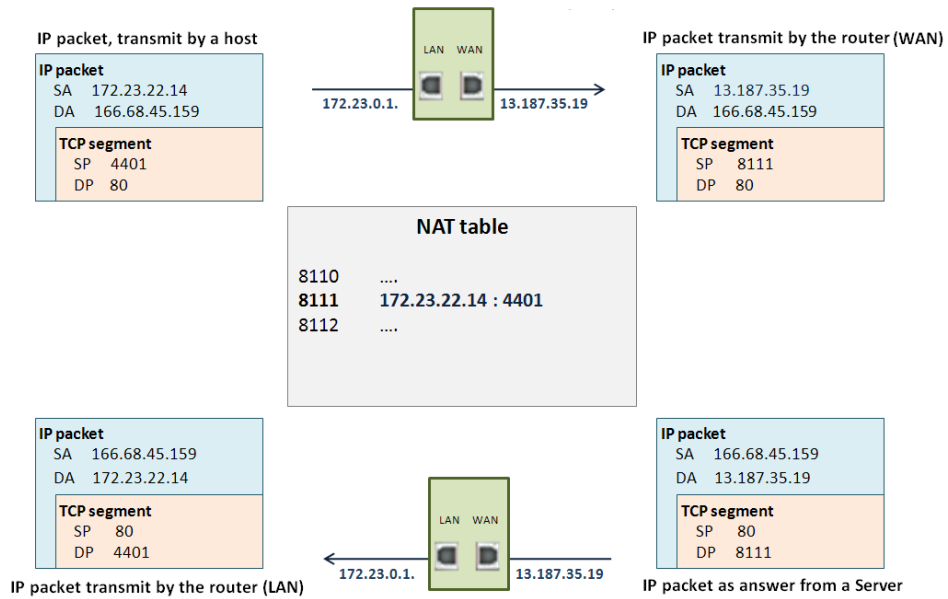 IP packet, transmit by a host
IP packet
SA 172.23.22.14
DA 166.68.45.159
TCP segment
SP 4401
DP 80
LAN WAN
172.23.0.1.
13.187.35.19
IP packet transmit by the router (WAN)
IP packet
SA 13.187.35.19
DA 166.68.45.159
TCP segment
SP 8111
DP 80
NAT table
8110 ....
8111 172.23.22.14 : 4401
8112 ....
IP packet
SA 166.68.45.159
DA 172.23.22.14
TCP segment
SP 80
DP 4401
IP packet transmit by the router (LAN)
LAN WAN
172.23.0.1.
13.187.35.19
IP packet
SA 166.68.45.159
DA 13.187.35.19
TCP segment
SP 80
DP 8111
IP packet as answer from a Server